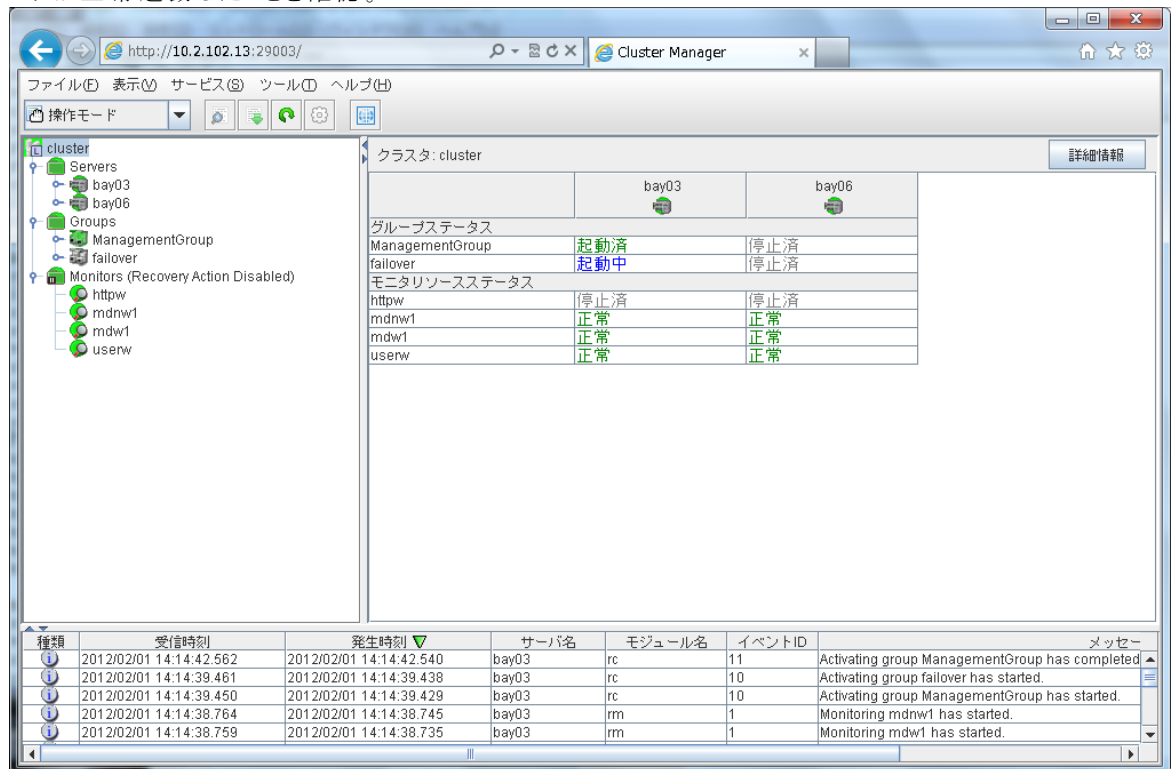 http://10.2.102.13:29003/
Cluster Manager
ファイル(F) 表示(V) サービス(S) ツール(T) ヘルプ(H)
操作モード
cluster
Servers
bay03
bay06
Groups
ManagementGroup
failover
Monitors (Recovery Action Disabled)
httpw
mdnw1
mdw1
userw
クラスタ: cluster
詳細情報
bay03 bay06
グループステータス
ManagementGroup 起動済 停止済
failover 起動中 停止済
モニタリソースステータス
httpw 停止済 停止済
mdnw1 正常 正常
mdw1 正常 正常
userw 正常 正常
種類 受信時刻 発生時刻 サーバ名 モジュール名 イベントID メッセー
2012/02/01 14:14:42.562 2012/02/01 14:14:42.540 bay03 rc 11 Activating group ManagementGroup has completed
2012/02/01 14:14:39.461 2012/02/01 14:14:39.438 bay03 rc 10 Activating group failover has started.
2012/02/01 14:14:39.450 2012/02/01 14:14:39.429 bay03 rc 10 Activating group ManagementGroup has started.
2012/02/01 14:14:38.764 2012/02/01 14:14:38.745 bay03 rm 1 Monitoring mdnw1 has started.
2012/02/01 14:14:38.759 2012/02/01 14:14:38.735 bay03 rm 1 Monitoring mdw1 has started.